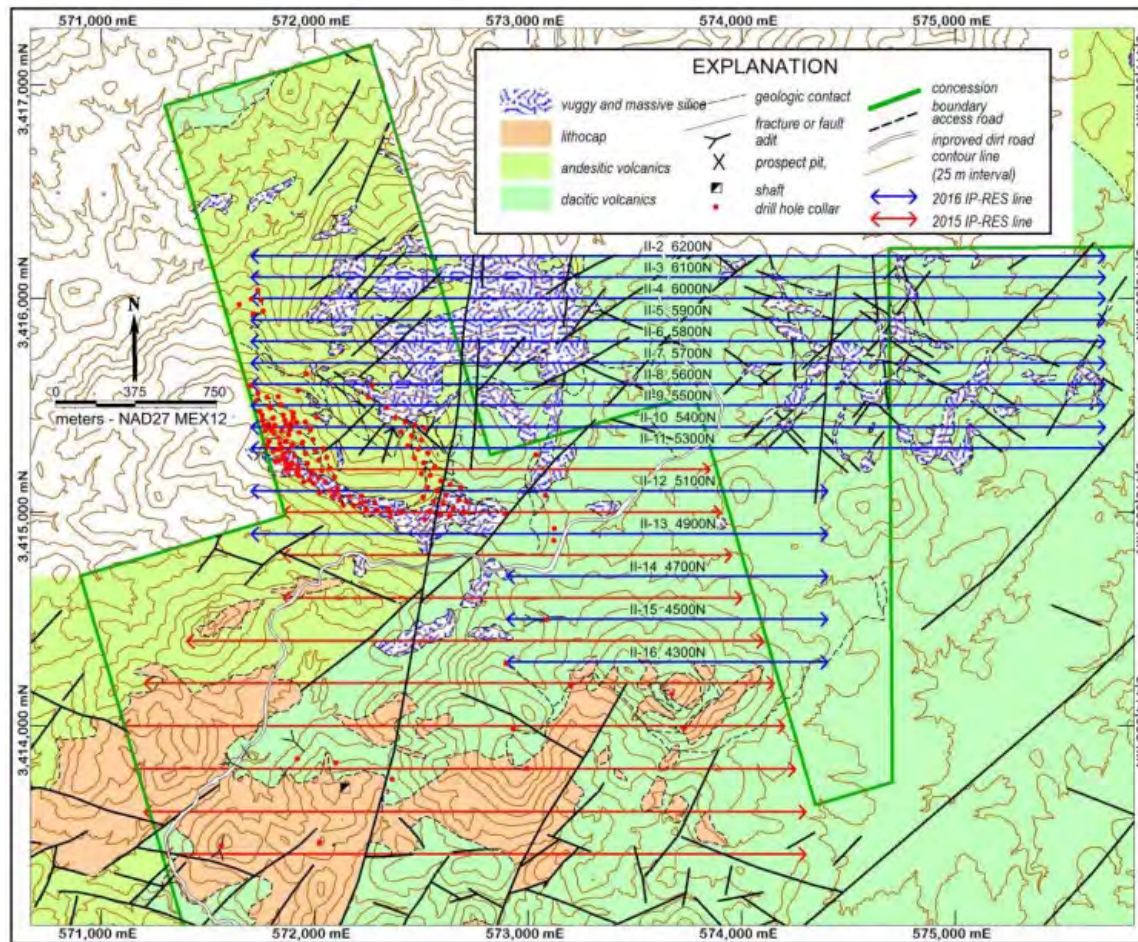 571,000 mE 572,000 mE 573,000 mE 574,000 mE 575,000 mE
3,417,000 mN
3,416,000 mN
3,415,000 mN
3,414,000 mN
EXPLANATION
vuggy and massive silica
lithocap
andesitic volcanics
dacitic volcanics
geologic contact
fracture or fault
adit
prospect pit,
shaft
drill hole collar
concession
boundary
access road
inproved dirt road
contour line
(25 m interval)
2016 IP-RES line
2015 IP-RES line
II-2 6200N
II-3 6100N
II-4 6000N
II-5 5900N
II-6 5800N
II-7 5700N
II-8 5600N
II-9 5500N
II-10 5400N
II-11 5300N
II-12 5100N
II-13 4900N
II-14 4700N
II-15 4500N
II-16 4300N
N
0 375 750
meters - NAD27 MEX12
571,000 mE 572,000 mE 573,000 mE 574,000 mE 575,000 mE